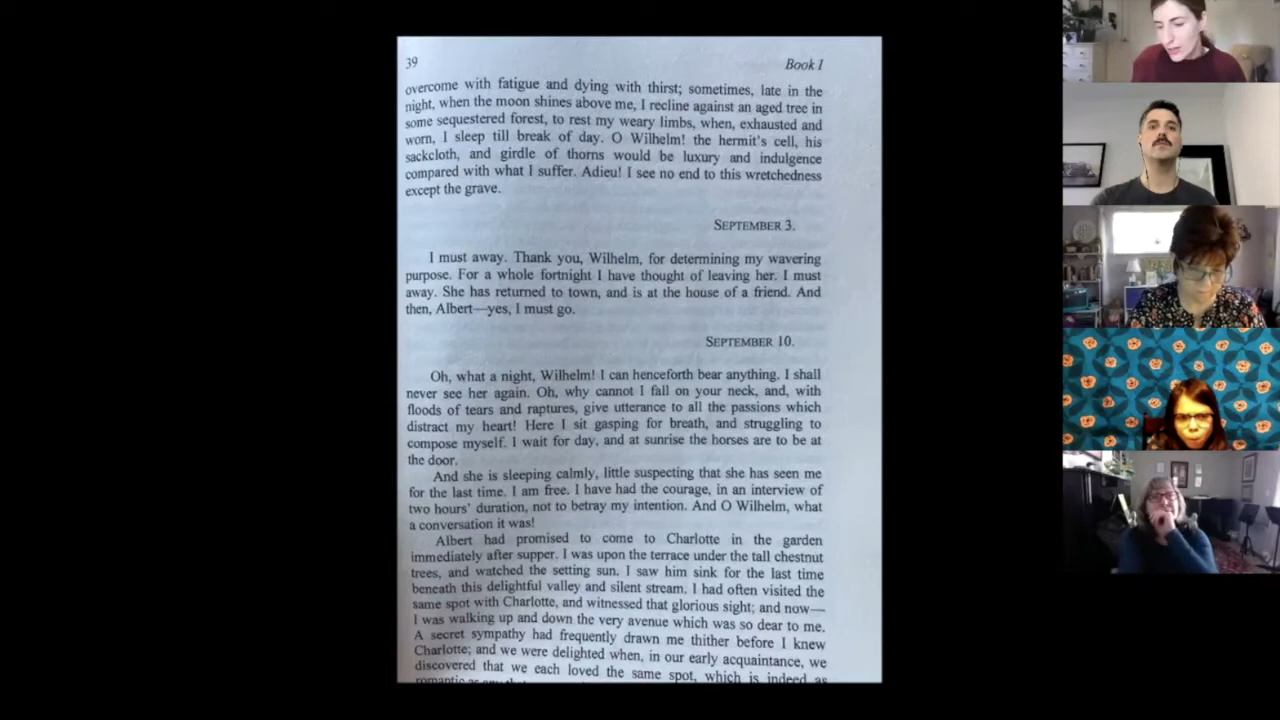 39
Book I
overcome with fatigue and dying with thirst; sometimes, late in the
night, when the moon shines above me, I recline against an aged tree in
some sequestered forest, to rest my weary limbs, when, exhausted and
worn, I sleep till break of day. O Wilhelm! the hermit's cell, his
sackcloth, and girdle of thorns would be luxury and indulgence
compared with what I suffer. Adieu! I see no end to this wretchedness
except the grave.
SEPTEMBER 3.
I must away. Thank you, Wilhelm, for determining my wavering
purpose. For a whole fortnight I have thought of leaving her. I must
away. She has returned to town, and is at the house of a friend. And
then, Albert—yes, I must go.
SEPTEMBER 10.
Oh, what a night, Wilhelm! I can henceforth bear anything. I shall
never see her again. Oh, why cannot I fall on your neck, and, with
floods of tears and raptures, give utterance to all the passions which
distract my heart! Here I sit gasping for breath, and struggling to
compose myself. I wait for day, and at sunrise the horses are to be at
the door.
And she is sleeping calmly, little suspecting that she has seen me
for the last time. I am free. I have had the courage, in an interview of
two hours' duration, not to betray my intention. And O Wilhelm, what
a conversation it was!
Albert had promised to come to Charlotte in the garden
immediately after supper. I was upon the terrace under the tall chestnut
trees, and watched the setting sun. I saw him sink for the last time
beneath this delightful valley and silent stream. I had often visited the
same spot with Charlotte, and witnessed that glorious sight; and now—
I was walking up and down the very avenue which was so dear to me.
A secret sympathy had frequently drawn me thither before I knew
Charlotte; and we were delighted when, in our early acquaintance, we
discovered that we each loved the same spot, which is indeed as
romantic as any that